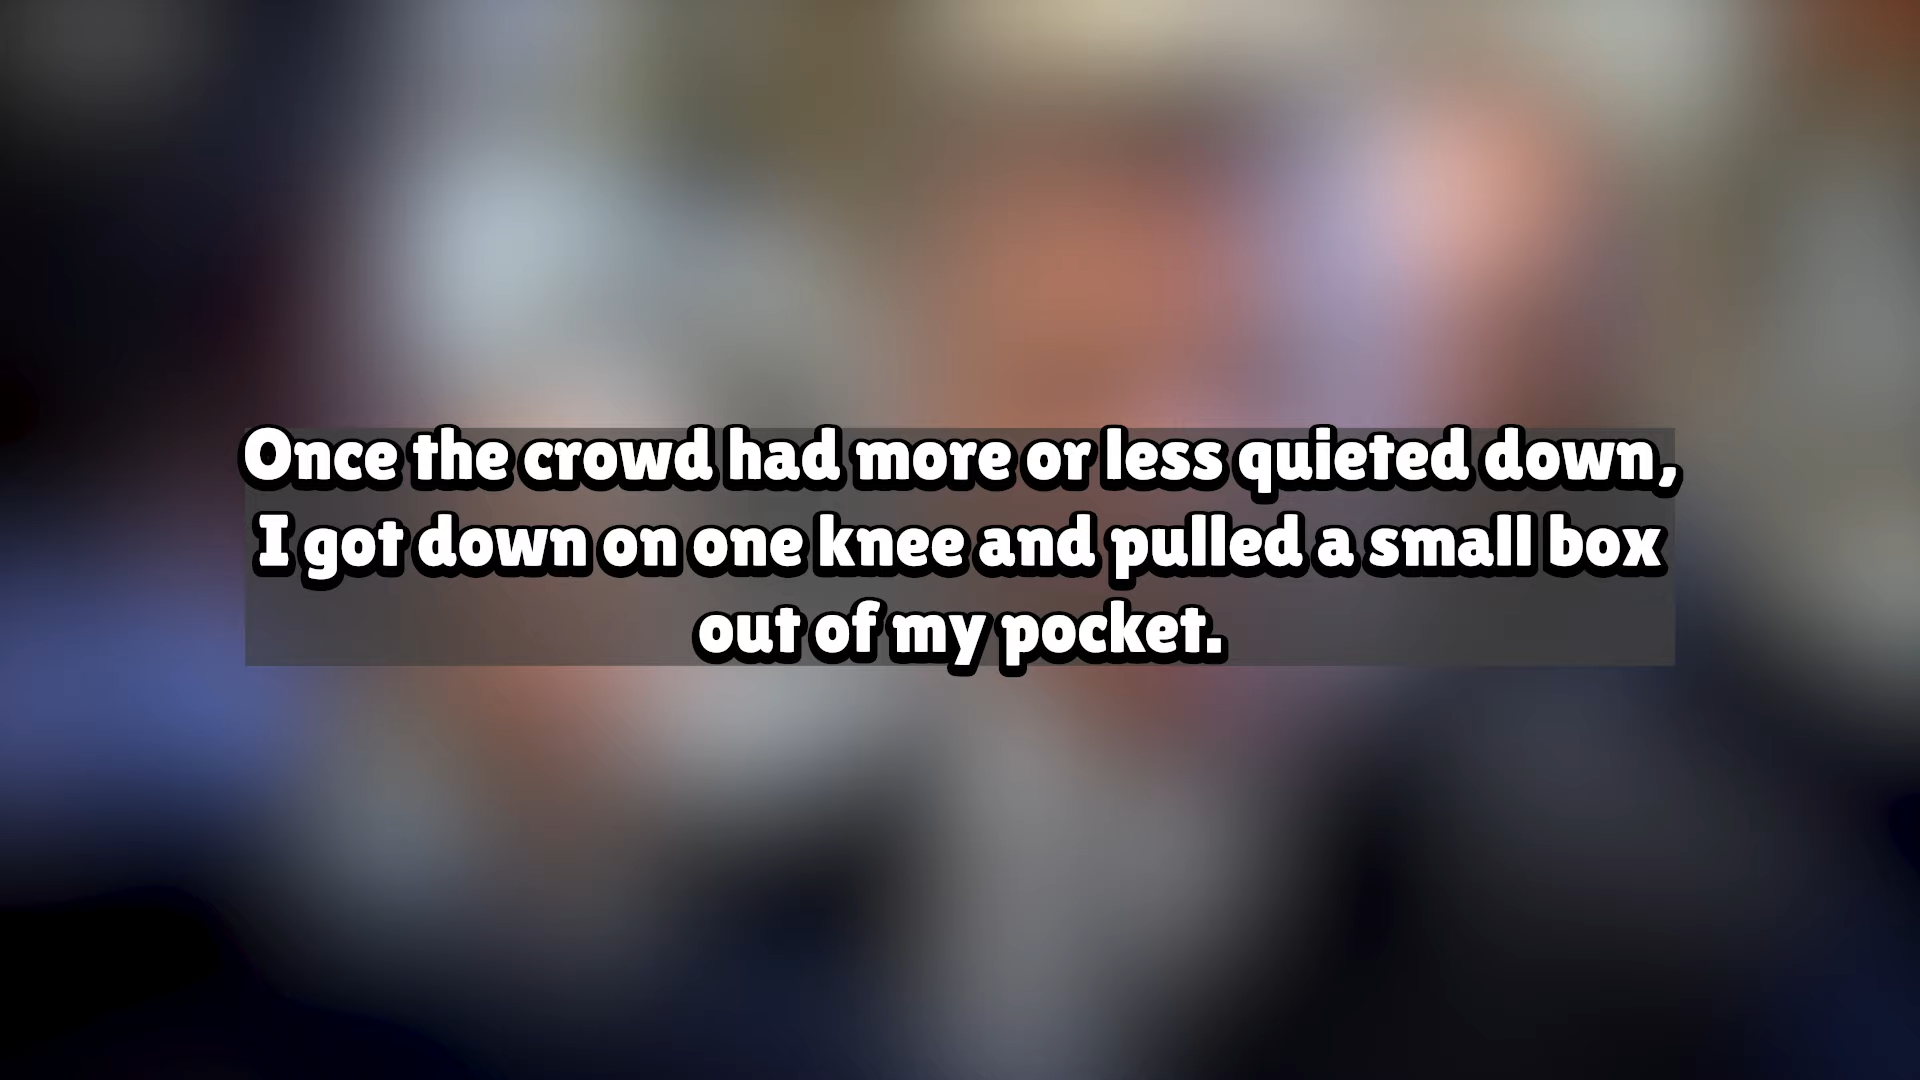 Once the crowd had more or less quieted down,
I got down on one knee and pulled a small box
out of my pocket.